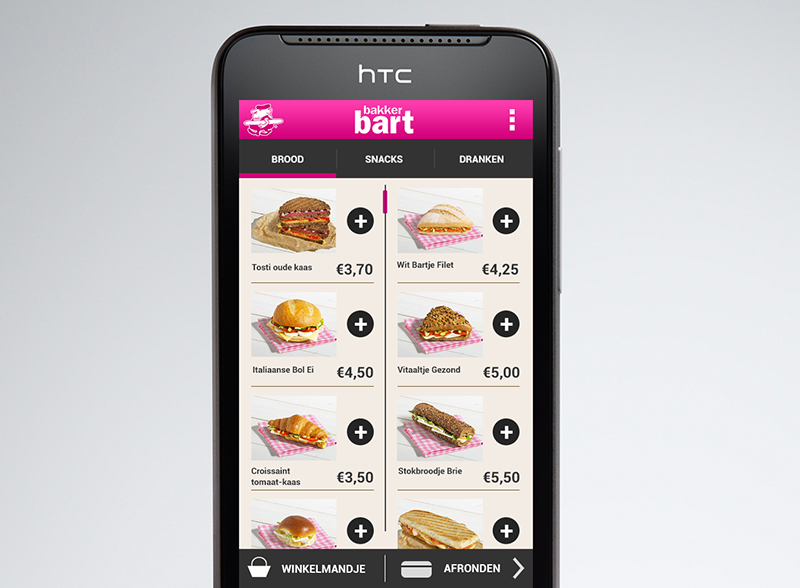 hTC
bakker
bart
BROOD SNACKS DRANKEN
Tosti oude kaas €3,70
Wit Bartje Filet €4,25
Italiaanse Bol Ei €4,50
Vitaaltje Gezond €5,00
Croissaint
tomaat-kaas €3,50
Stokbroodje Brie €5,50
WINKELMANDJE AFRONDEN